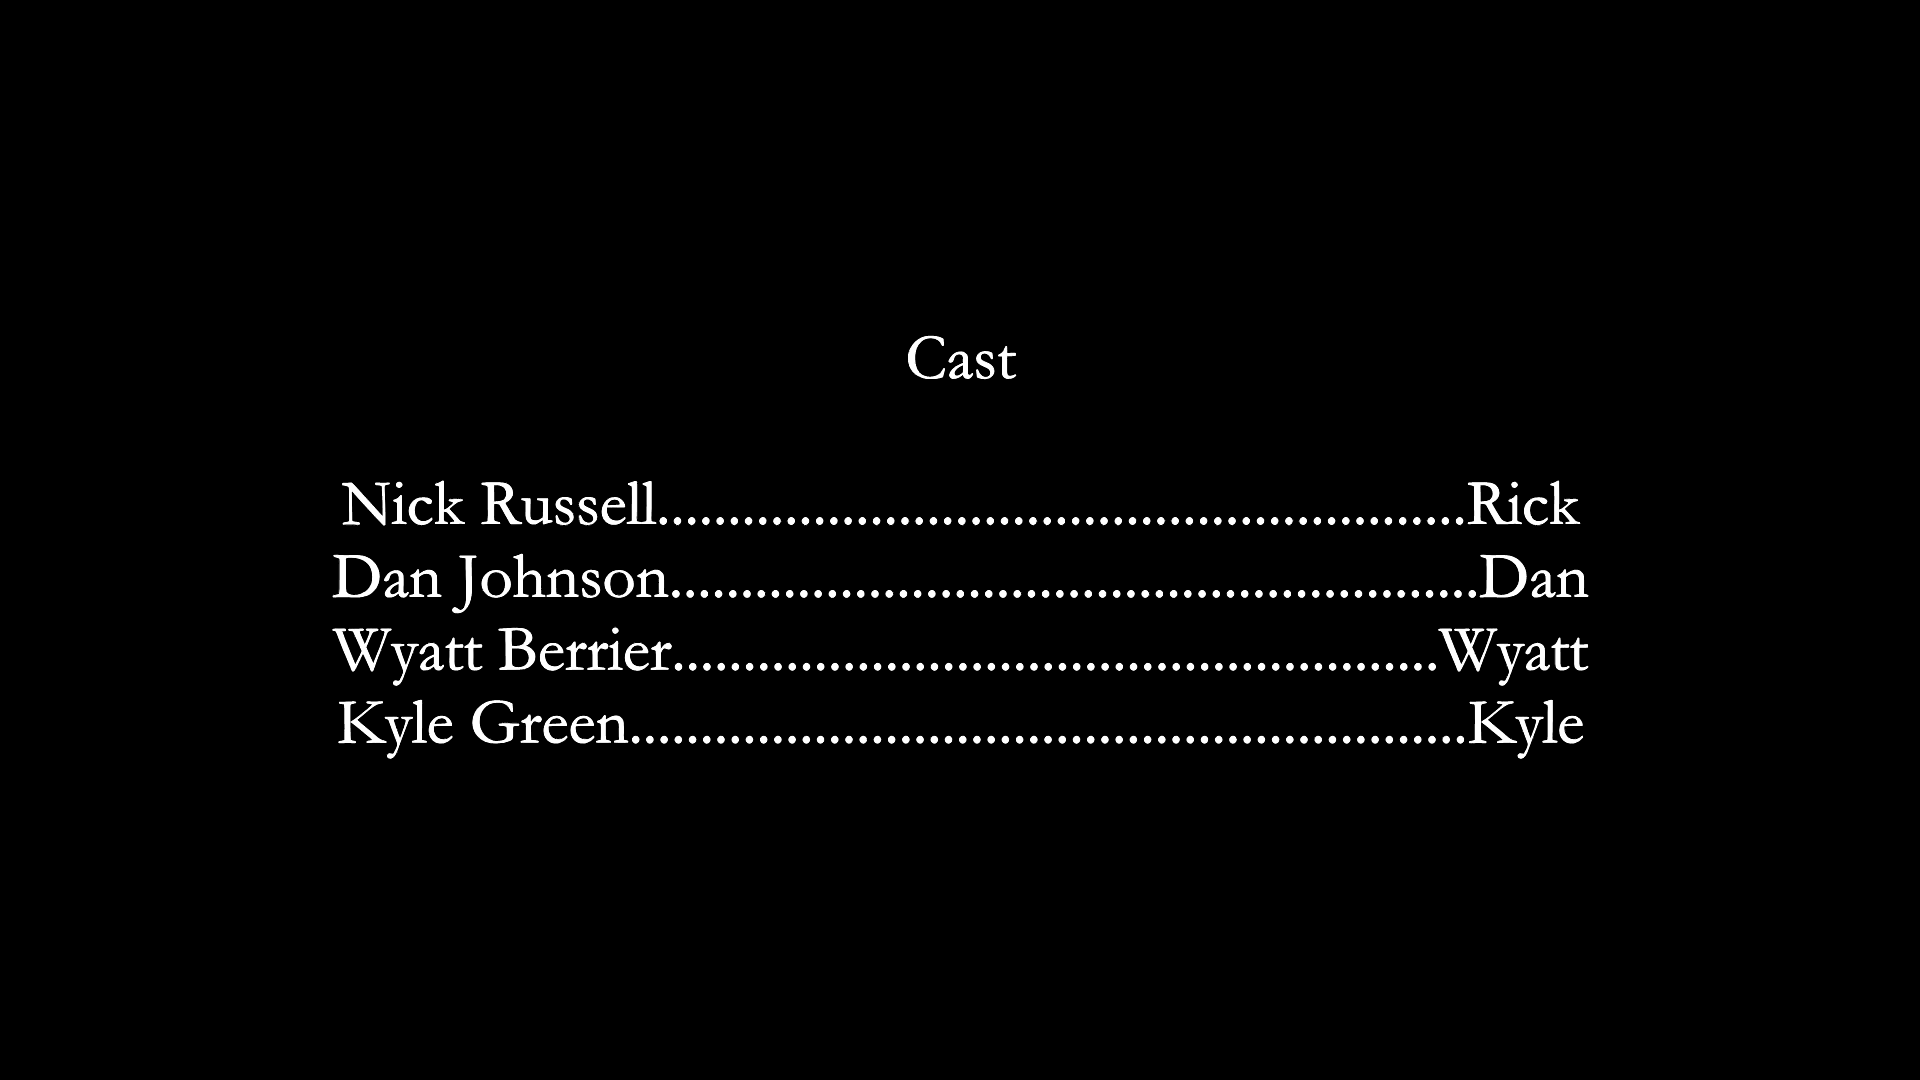 Cast
Nick Russell.........................................................Rick
Dan Johnson.........................................................Dan
Wyatt Berrier......................................................Wyatt
Kyle Green...........................................................Kyle